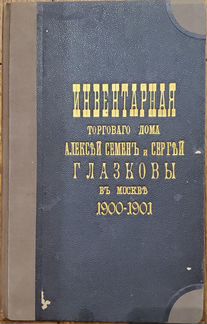 ИНВЕНТАРНАЯ
ТОРГОВАГО ДОМА
АЛЕКСѢЙ СЕМЕНЪ и СЕРГѢЙ
ГЛАЗКОВЫ
ВЪ МОСКВѢ
1900-1901